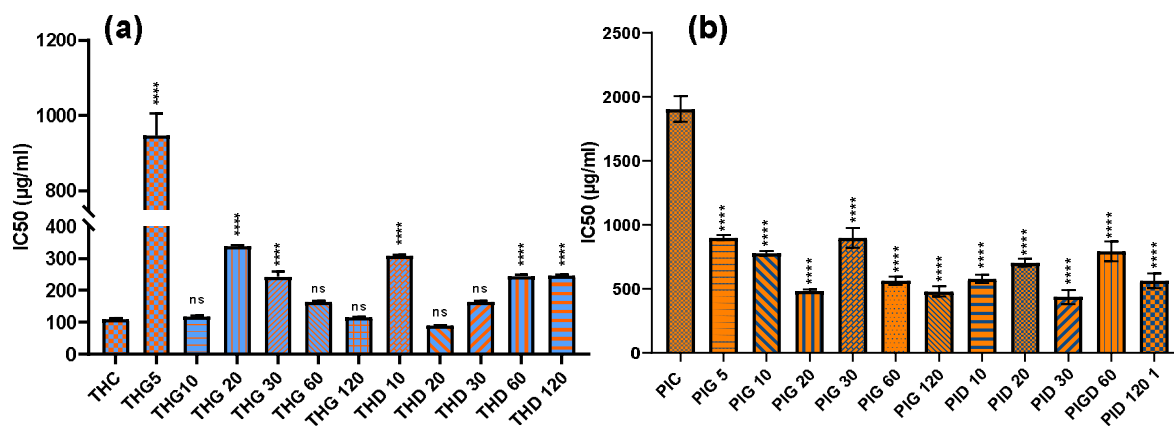 (a)
IC50 (µg/ml)
1200
1000
800
400
300
200
100
0
****
ns
****
****
ns
ns
****
ns
ns
****
****
THC
THG5
THG10
THG 20
THG 30
THG 60
THG 120
THD 10
THD 20
THD 30
THD 60
THD 120
(b)
IC50 (µg/ml)
2500
2000
1500
1000
500
0
****
****
****
****
****
****
****
****
****
****
****
PIC
PIG 5
PIG 10
PIG 20
PIG 30
PIG 60
PIG 120
PID 10
PID 20
PID 30
PIGD 60
PID 120 1